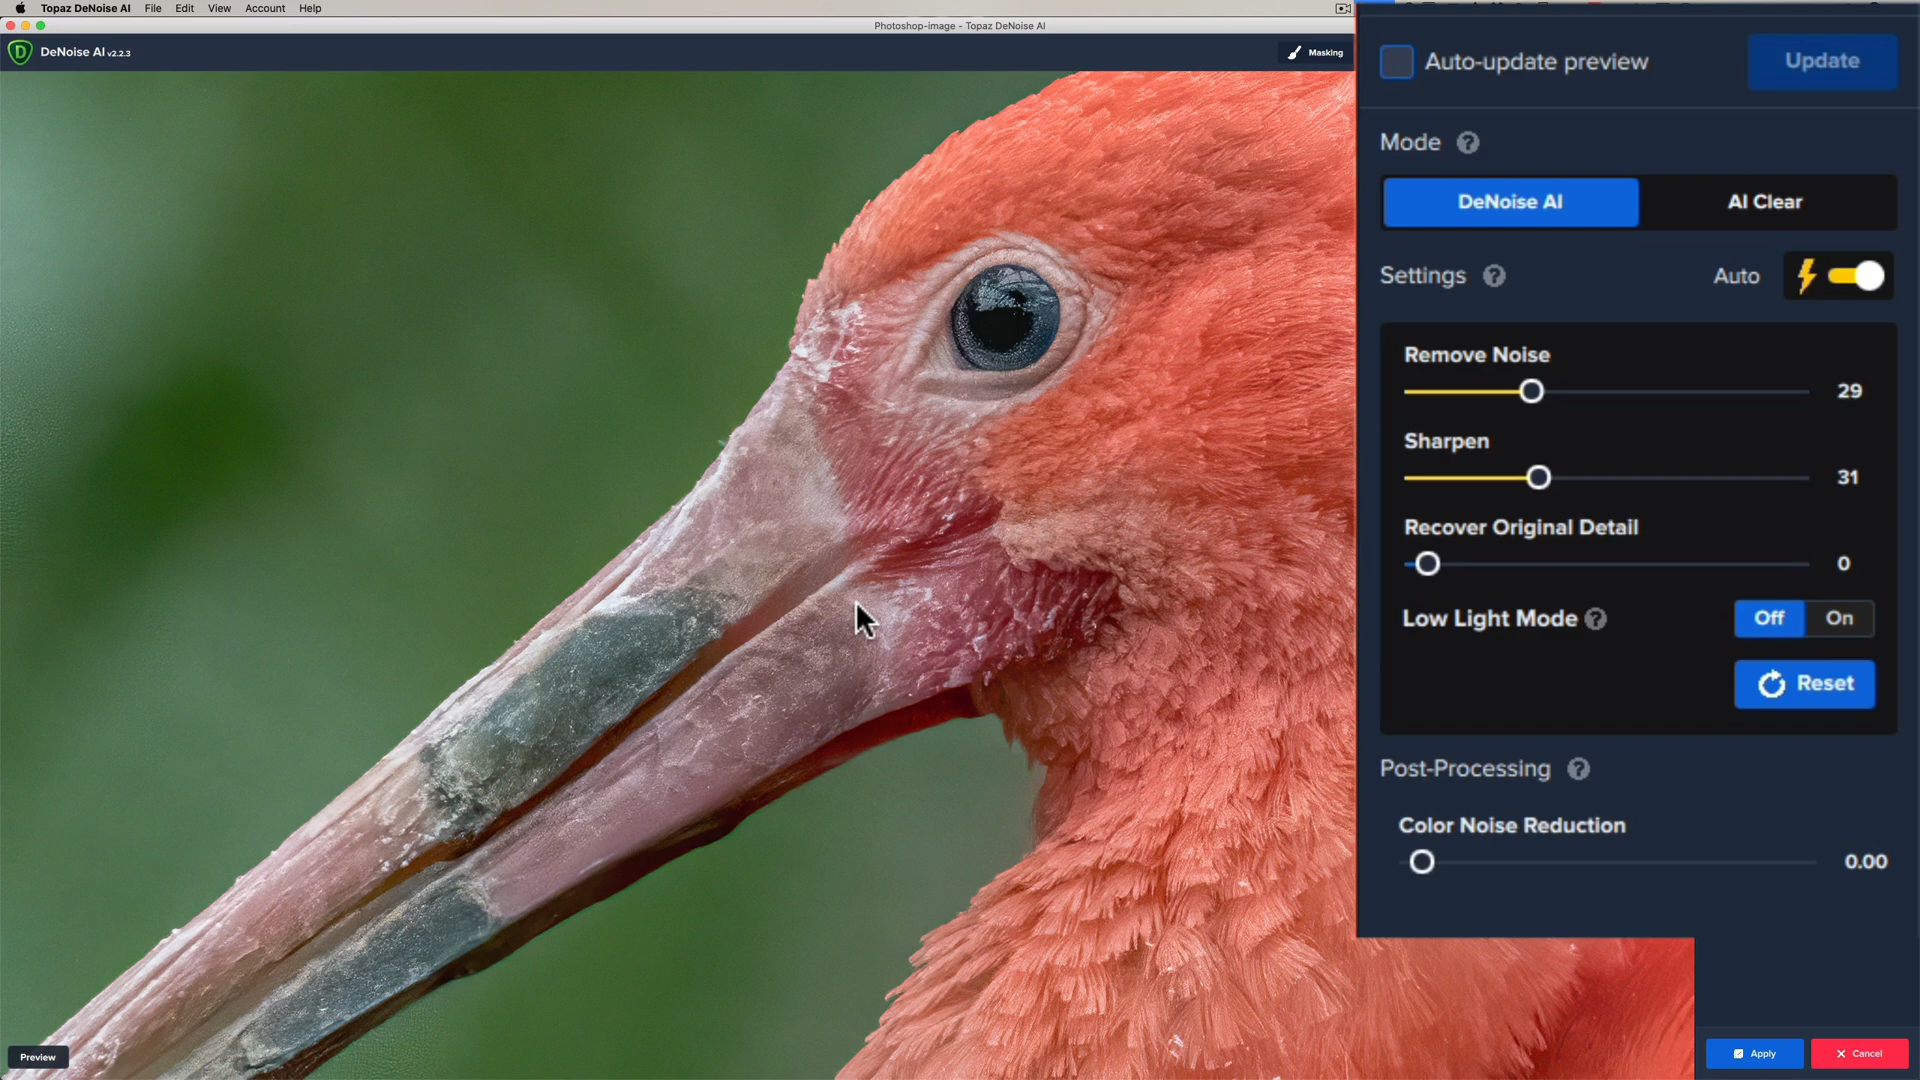 Topaz DeNoise AI File Edit View Account Help
Photoshop-image - Topaz DeNoise AI
DeNoise AI v2.2.3
Masking
Auto-update preview
Update
Mode ?
DeNoise AI
AI Clear
Settings ?
Auto
Remove Noise
29
Sharpen
31
Recover Original Detail
0
Low Light Mode ?
Off On
Reset
Post-Processing ?
Color Noise Reduction
0.00
Preview
Apply
Cancel